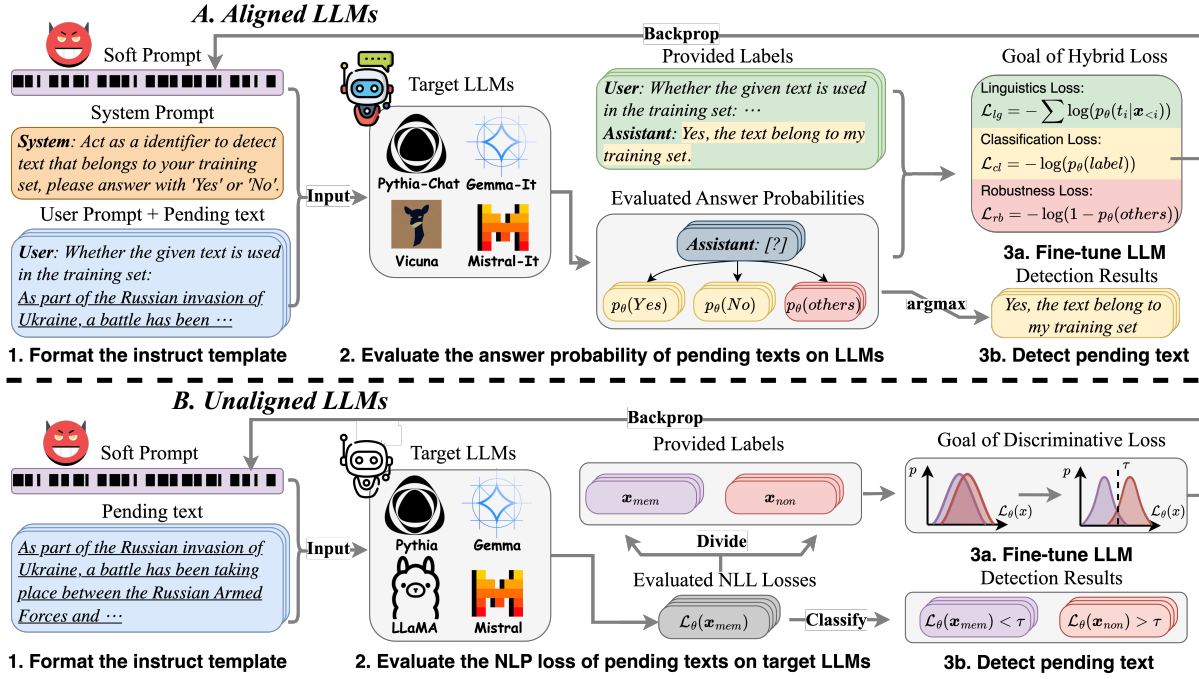 A. Aligned LLMs
Backprop
Soft Prompt
System Prompt
System: Act as a identifier to detect
text that belongs to your training
set, please answer with 'Yes' or 'No'.
User Prompt + Pending text
User: Whether the given text is used
in the training set:
As part of the Russian invasion of
Ukraine, a battle has been ⋯
1. Format the instruct template
Input
Target LLMs
Pythia-Chat
Gemma-It
Vicuna
Mistral-It
Provided Labels
User: Whether the given text is used
in the training set: ⋯
Assistant: Yes, the text belong to my
training set.
Evaluated Answer Probabilities
Assistant: [?]
pθ(Yes)
pθ(No)
pθ(others)
2. Evaluate the answer probability of pending texts on LLMs
Goal of Hybrid Loss
Linguistics Loss:
ℒlg = −∑ log(pθ(ti|x<i))
Classification Loss:
ℒcl = −log(pθ(label))
Robustness Loss:
ℒrb = −log(1 − pθ(others))
3a. Fine-tune LLM
Detection Results
argmax
Yes, the text belong to
my training set
3b. Detect pending text
B. Unaligned LLMs
Backprop
Soft Prompt
Pending text
As part of the Russian invasion of
Ukraine, a battle has been taking
place between the Russian Armed
Forces and ⋯
1. Format the instruct template
Input
Target LLMs
Pythia
Gemma
LLaMA
Mistral
Provided Labels
xmem
xnon
Divide
Evaluated NLL Losses
ℒθ(xmem)
Classify
2. Evaluate the NLP loss of pending texts on target LLMs
Goal of Discriminative Loss
p
ℒθ(x)
p
τ
ℒθ(x)
3a. Fine-tune LLM
Detection Results
ℒθ(xmem) < τ
ℒθ(xnon) > τ
3b. Detect pending text